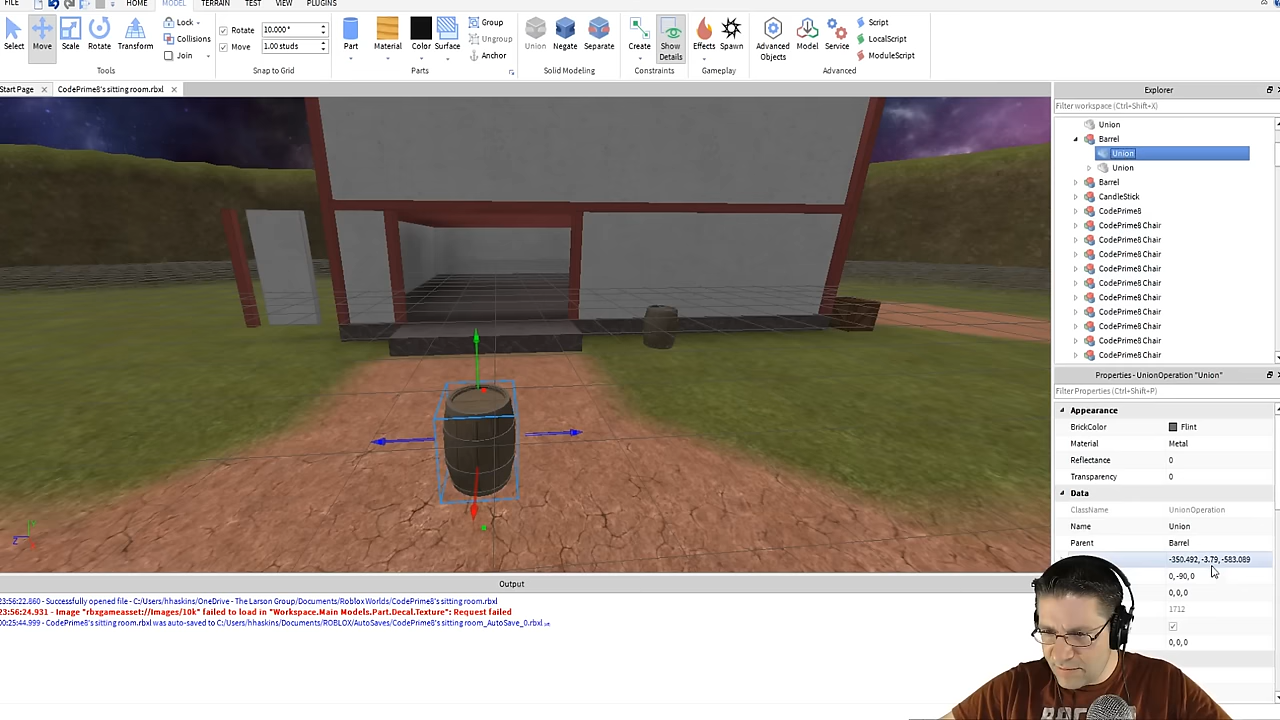 FILE HOME MODEL TERRAIN TEST VIEW PLUGINS
Select Move Scale Rotate Transform
Lock
Collisions
Join
Tools
Rotate 10.000°
Move 1.00 studs
Snap to Grid
Part Material Color Surface
Group
Ungroup
Anchor
Parts
Union Negate Separate
Solid Modeling
Create Show Details
Constraints
Effects Spawn
Gameplay
Advanced Objects Model Service
Script
LocalScript
ModuleScript
Advanced
Start Page CodePrime8's sitting room.rbxl
Explorer
Filter workspace (Ctrl+Shift+X)
Union
Barrel
Union
Union
Barrel
CandleStick
CodePrime8
CodePrime8 Chair
CodePrime8 Chair
CodePrime8 Chair
CodePrime8 Chair
CodePrime8 Chair
CodePrime8 Chair
CodePrime8 Chair
CodePrime8 Chair
CodePrime8 Chair
CodePrime8 Chair
Properties - UnionOperation "Union"
Filter Properties (Ctrl+Shift+P)
Appearance
BrickColor Flint
Material Metal
Reflectance 0
Transparency 0
Data
ClassName UnionOperation
Name Union
Parent Barrel
-350.492, -3.79, -583.089
0, -90, 0
0, 0, 0
1712
0, 0, 0
Output
23:56:22.860 - Successfully opened file - C:/Users/hhaskins/OneDrive - The Larson Group/Documents/Roblox Worlds/CodePrime8's sitting room.rbxl
23:56:24.931 - Image "rbxgameasset://Images/10k" failed to load in "Workspace.Main Models.Part.Decal.Texture": Request failed
00:25:44.999 - CodePrime8's sitting room.rbxl was auto-saved to C:/Users/hhaskins/Documents/ROBLOX/AutoSaves/CodePrime8's sitting room_AutoSave_0.rbxl